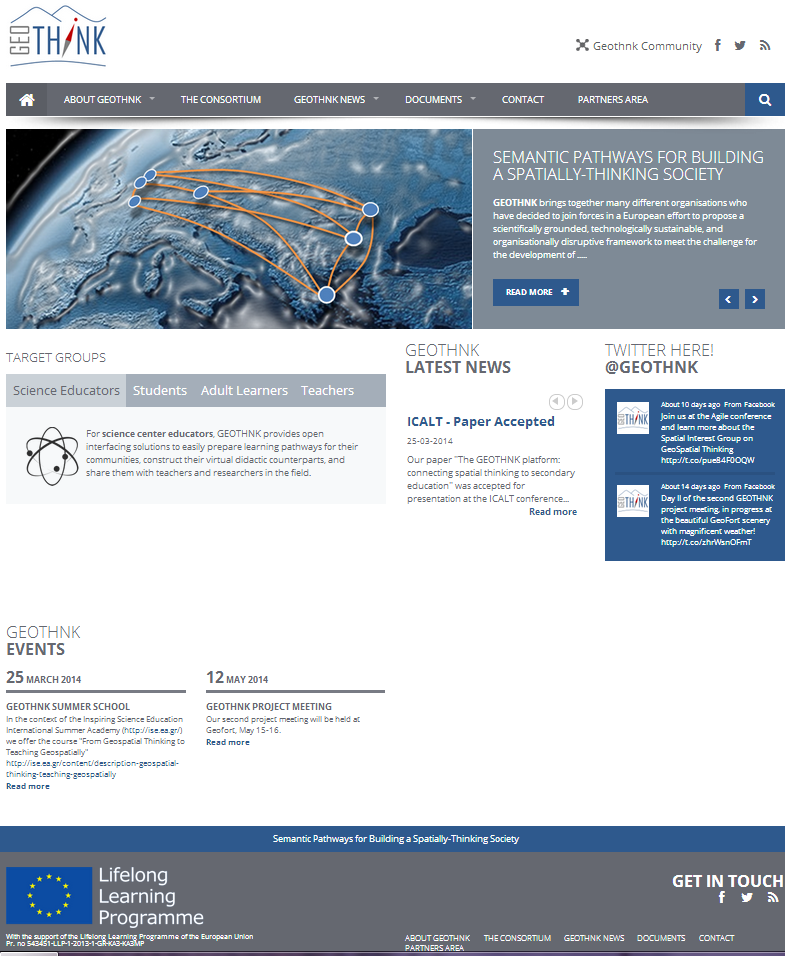 GEO THINK
Geothnk Community
ABOUT GEOTHNK
THE CONSORTIUM
GEOTHNK NEWS
DOCUMENTS
CONTACT
PARTNERS AREA
SEMANTIC PATHWAYS FOR BUILDING
A SPATIALLY-THINKING SOCIETY
GEOTHNK brings together many different organisations who
have decided to join forces in a European effort to propose a
scientifically grounded, technologically sustainable, and
organisationally disruptive framework to meet the challenge for
the development of .....
READ MORE
TARGET GROUPS
Science Educators Students Adult Learners Teachers
For science center educators, GEOTHNK provides open
interfacing solutions to easily prepare learning pathways for their
communities, construct their virtual didactic counterparts, and
share them with teachers and researchers in the field.
GEOTHNK
LATEST NEWS
ICALT - Paper Accepted
25-03-2014
Our paper "The GEOTHNK platform:
connecting spatial thinking to secondary
education" was accepted for
presentation at the ICALT conference...
Read more
TWITTER HERE!
@GEOTHNK
About 10 days ago From Facebook
Join us at the Agile conference
and learn more about the
Spatial Interest Group on
GeoSpatial Thinking
http://t.co/pue84F0OQW
About 14 days ago From Facebook
Day II of the second GEOTHNK
project meeting, in progress at
the beautiful GeoFort scenery
with magnificent weather!
http://t.co/zhrWsnOFmT
GEOTHNK
EVENTS
25 MARCH 2014
GEOTHNK SUMMER SCHOOL
In the context of the Inspiring Science Education
International Summer Academy (http://ise.ea.gr/)
we offer the course "From Geospatial Thinking to
Teaching Geospatially"
http://ise.ea.gr/content/description-geospatial-
thinking-teaching-geospatially
Read more
12 MAY 2014
GEOTHNK PROJECT MEETING
Our second project meeting will be held at
Geofort, May 15-16.
Read more
Semantic Pathways for Building a Spatially-Thinking Society
Lifelong
Learning
Programme
With the support of the Lifelong Learning Programme of the European Union
Pr. no 543451-LLP-1-2013-1-GR-KA3-KA3MP
GET IN TOUCH
ABOUT GEOTHNK THE CONSORTIUM GEOTHNK NEWS DOCUMENTS CONTACT
PARTNERS AREA